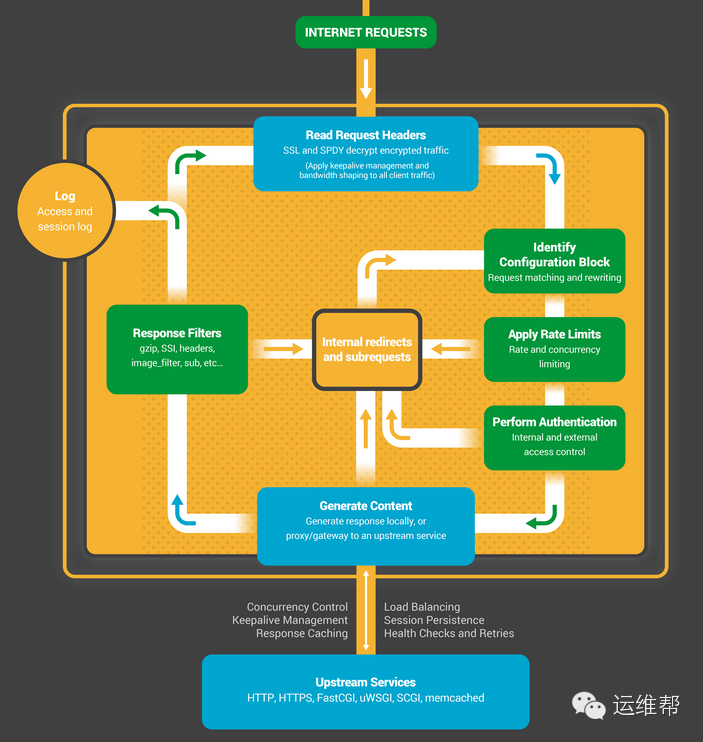 INTERNET REQUESTS
Read Request Headers
SSL and SPDY decrypt encrypted traffic
(Apply keepalive management and
bandwidth shaping to all client traffic)
Log
Access and
session log
Identify
Configuration Block
Request matching and rewriting
Response Filters
gzip, SSI, headers,
image_filter, sub, etc...
Internal redirects
and subrequests
Apply Rate Limits
Rate and concurrency
limiting
Perform Authentication
Internal and external
access control
Generate Content
Generate response locally, or
proxy/gateway to an upstream service
Concurrency Control
Keepalive Management
Response Caching
Load Balancing
Session Persistence
Health Checks and Retries
Upstream Services
HTTP, HTTPS, FastCGI, uWSGI, SCGI, memcached
运维帮